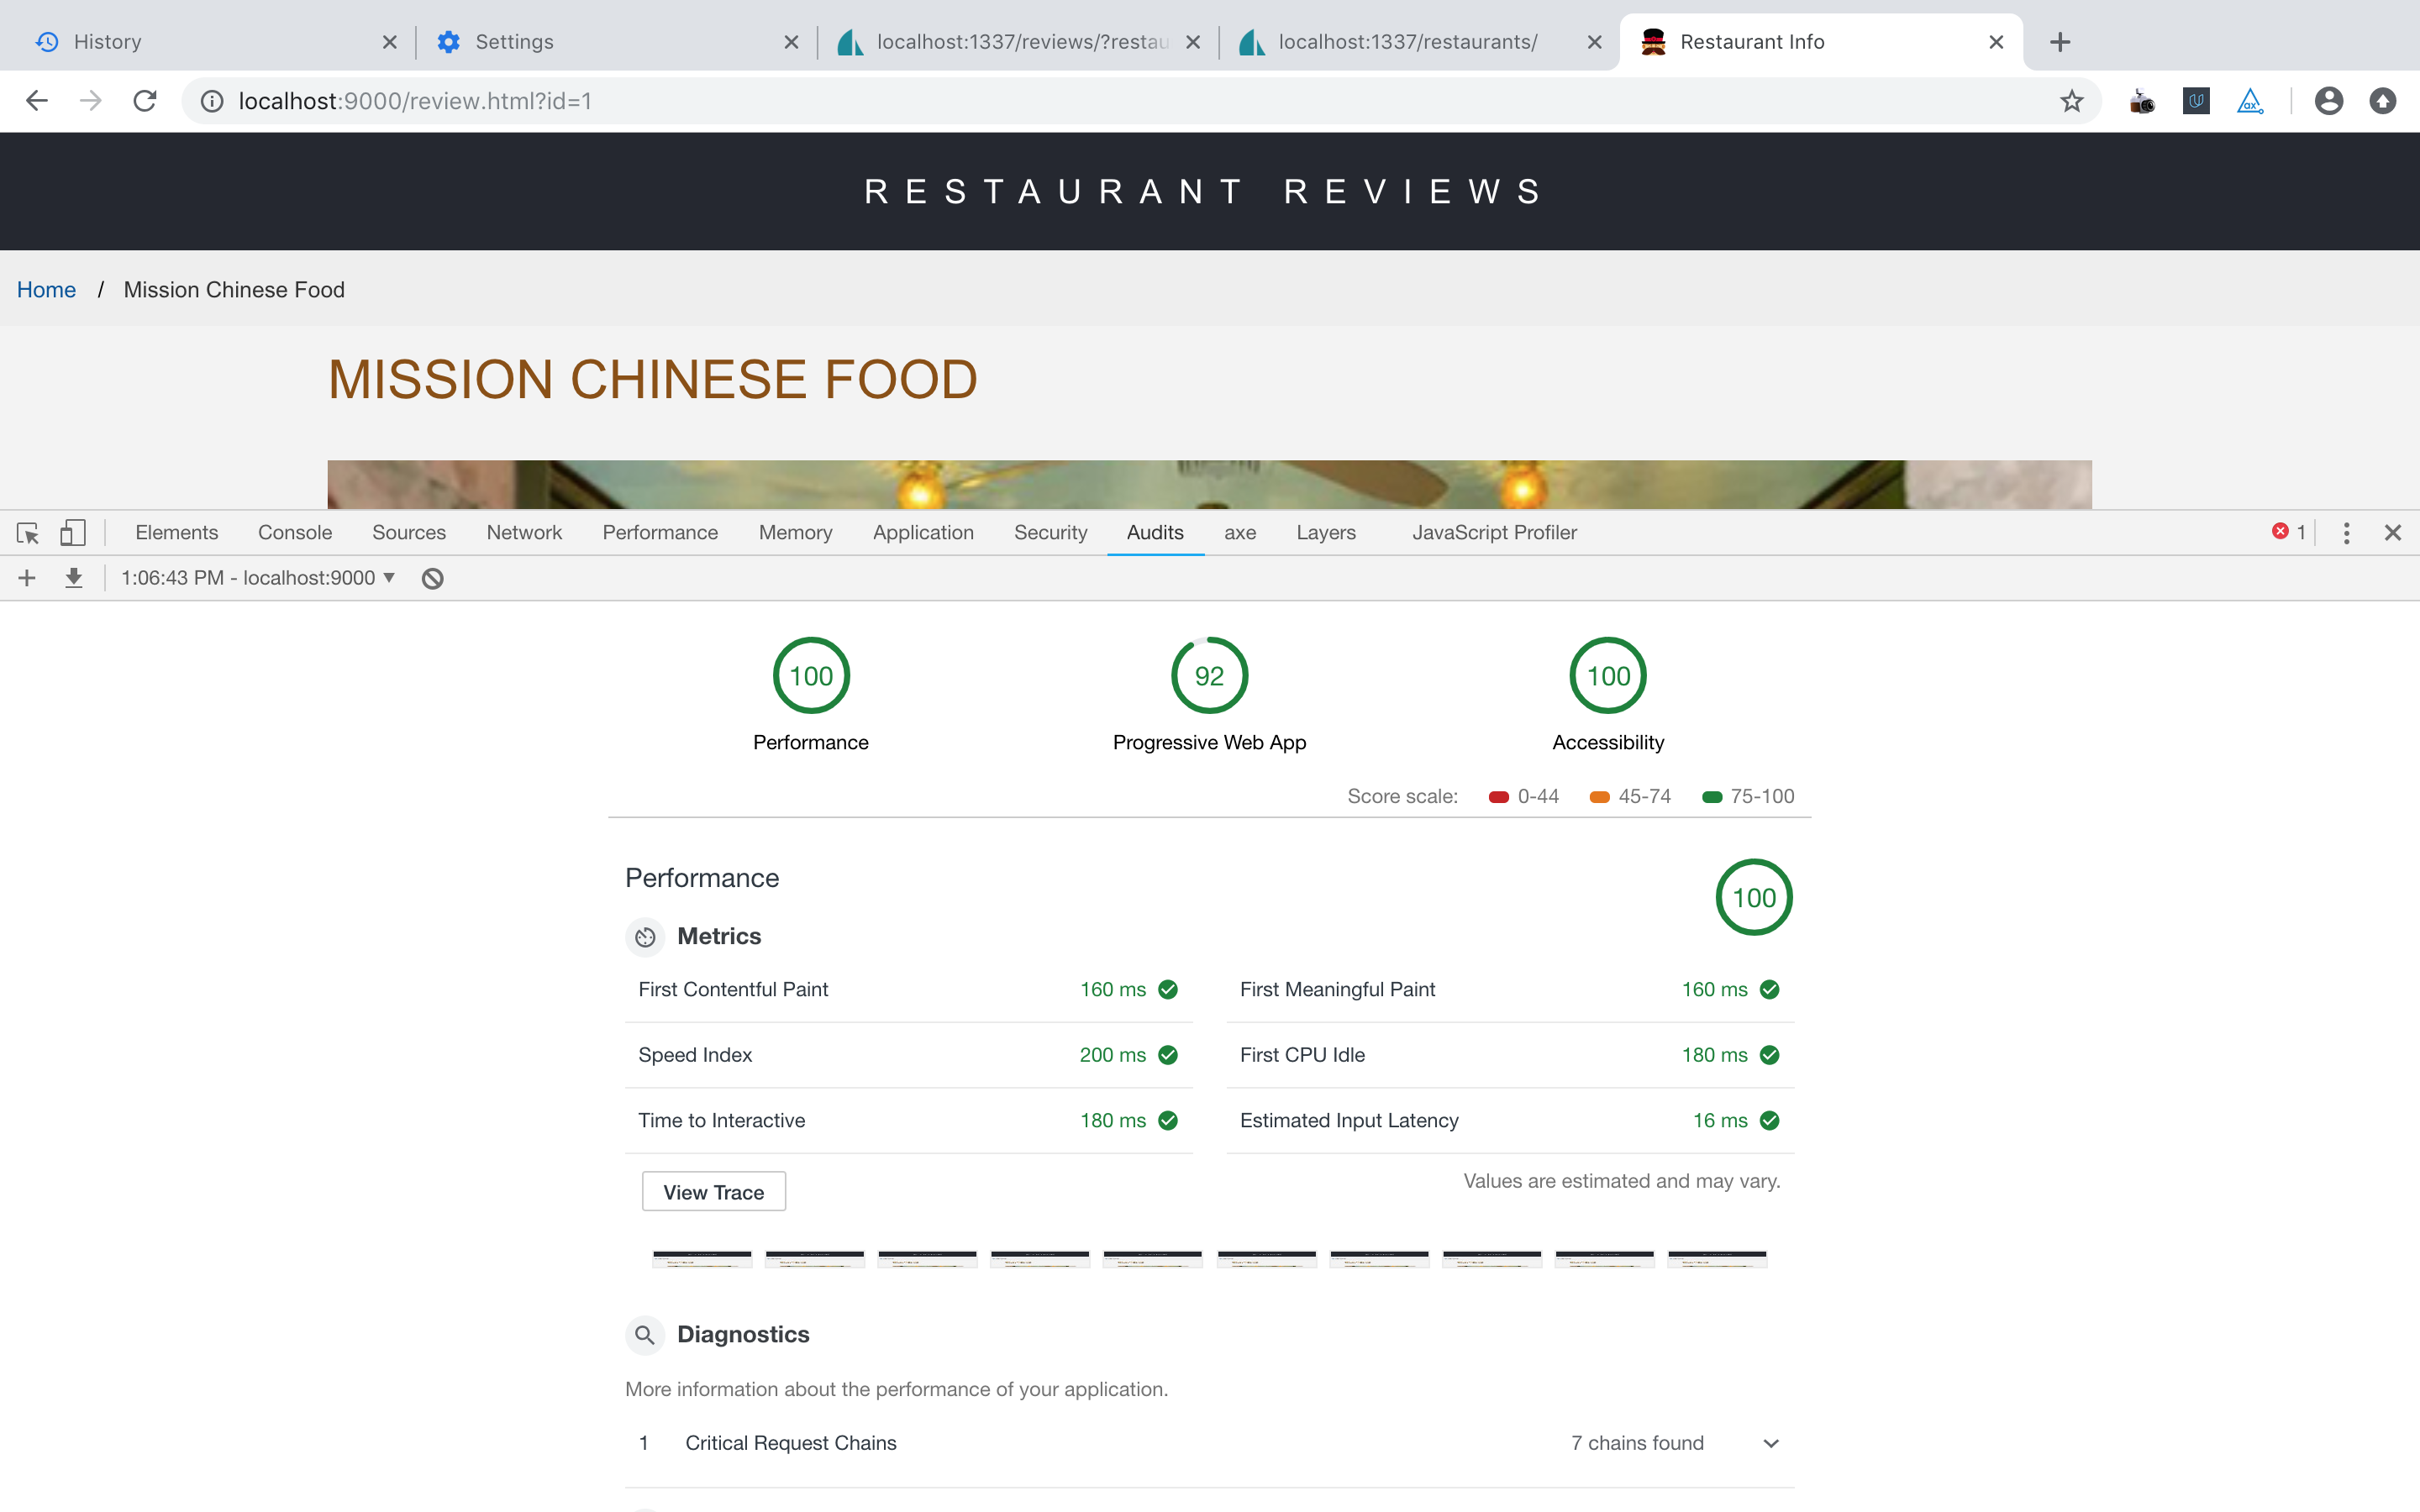 History
Settings
localhost:1337/reviews/?restau
localhost:1337/restaurants/
Restaurant Info
localhost:9000/review.html?id=1
RESTAURANT REVIEWS
Home / Mission Chinese Food
MISSION CHINESE FOOD
Elements Console Sources Network Performance Memory Application Security Audits axe Layers JavaScript Profiler 1
1:06:43 PM - localhost:9000
100 92 100
Performance Progressive Web App Accessibility
Score scale: 0-44 45-74 75-100
Performance 100
Metrics
First Contentful Paint 160 ms First Meaningful Paint 160 ms
Speed Index 200 ms First CPU Idle 180 ms
Time to Interactive 180 ms Estimated Input Latency 16 ms
View Trace Values are estimated and may vary.
Diagnostics
More information about the performance of your application.
1 Critical Request Chains 7 chains found